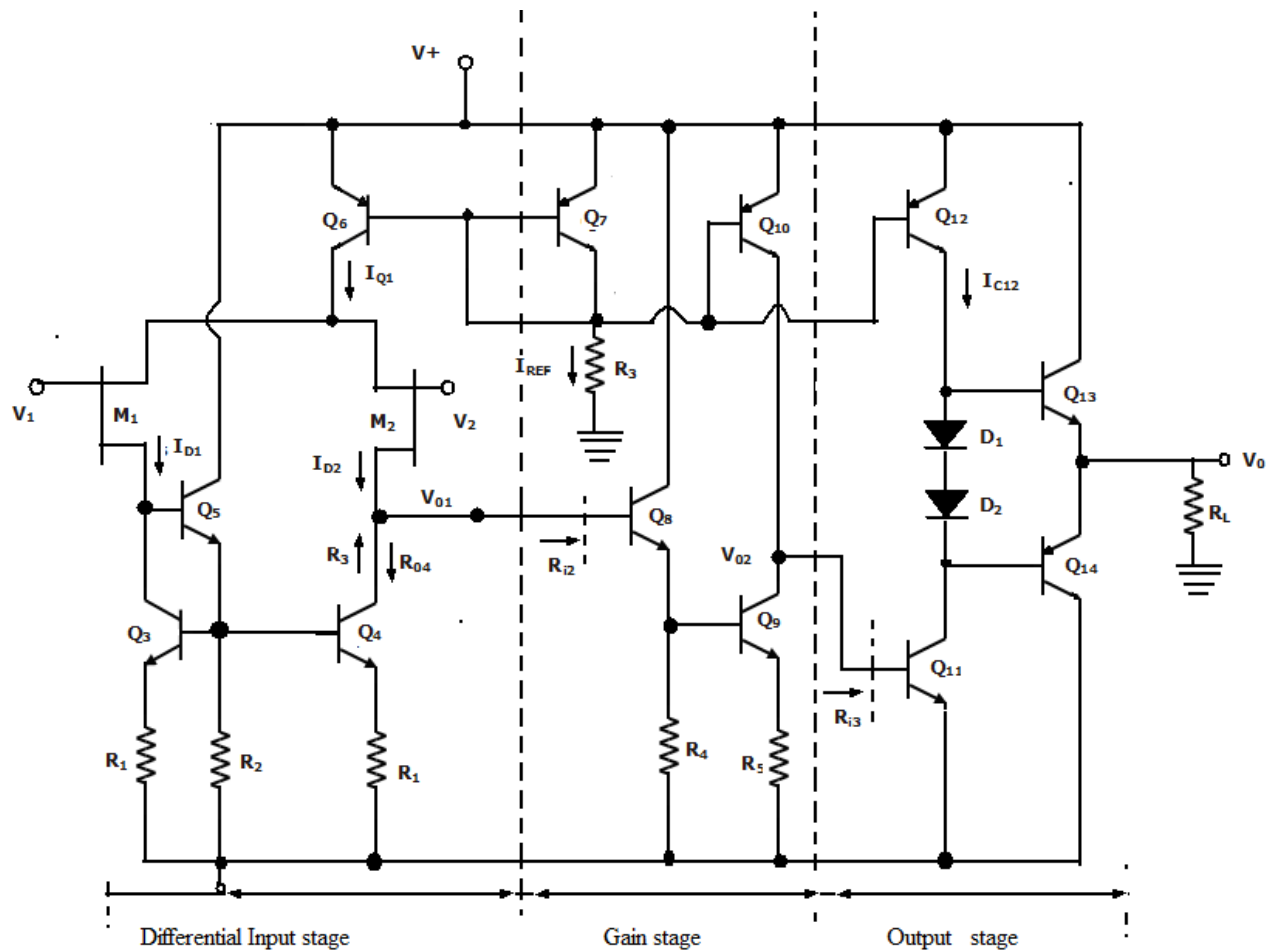 V+
Q6
Q7
Q10
Q12
IQ1
IC12
IREF
R3
V1
M1
M2
V2
Q13
ID1
ID2
D1
V0
Q5
V01
Q8
D2
RL
R3
R04
Ri2
V02
Q14
Q3
Q4
Q9
Q11
Ri3
R1
R2
R1
R4
R5
Differential Input stage
Gain stage
Output stage